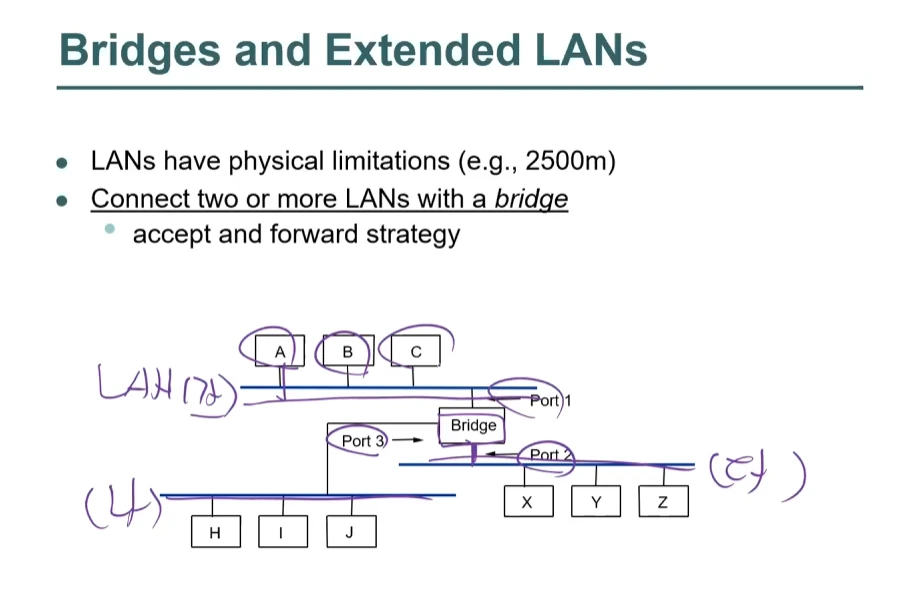 Bridges and Extended LANs
LANs have physical limitations (e.g., 2500m)
Connect two or more LANs with a bridge
accept and forward strategy
A B C
LAN (가)
Port 1
Bridge
Port 3
Port 2
(다)
(나)
X Y Z
H I J